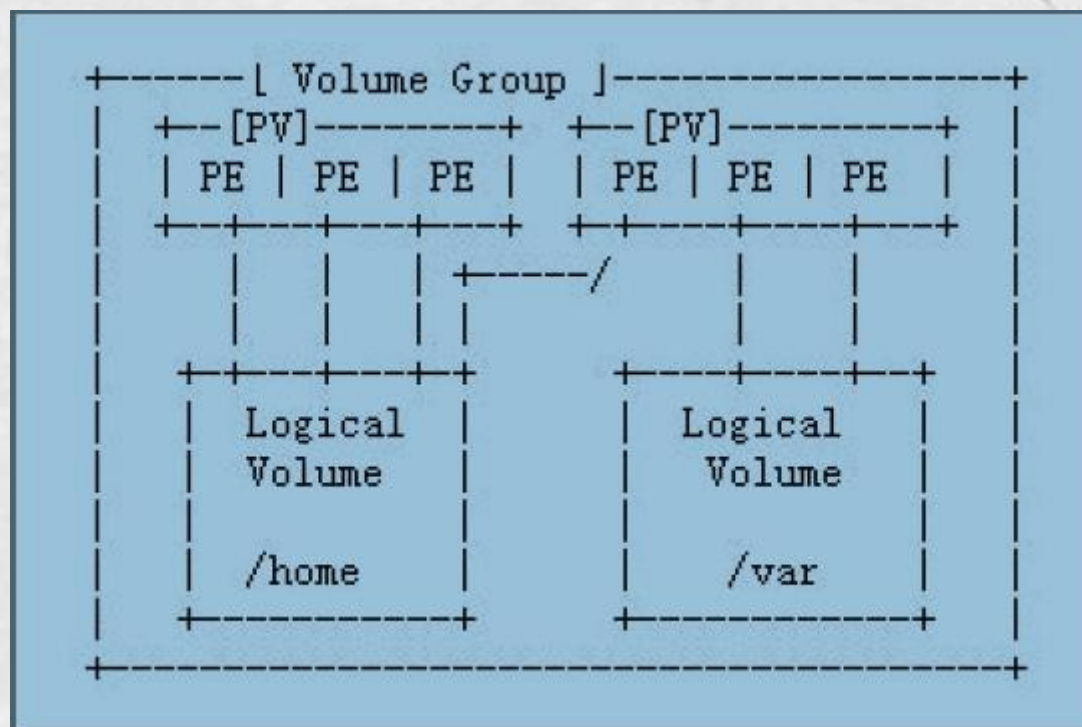 [ Volume Group ]
[PV] [PV]
| PE | PE | PE | | PE | PE | PE |
/
Logical Logical
Volume Volume
/home /var